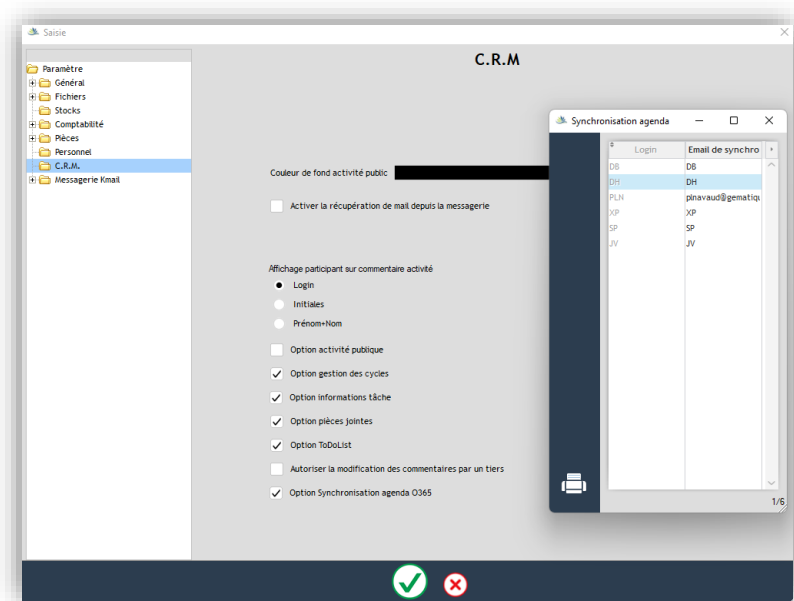 Saisie
C.R.M
Paramètre
Général
Fichiers
Stocks
Comptabilité
Pièces
Personnel
C.R.M.
Messagerie Kmail
Couleur de fond activité public
Activer la récupération de mail depuis la messagerie
Affichage participant sur commentaire activité
Login
Initiales
Prénom+Nom
Option activité publique
Option gestion des cycles
Option informations tâche
Option pièces jointes
Option ToDoList
Autoriser la modification des commentaires par un tiers
Option Synchronisation agenda O365
Synchronisation agenda
Login Email de synchro
DB DB
DH DH
PLN plnavaud@gematiqu
XP XP
SP SP
JV JV
1/6